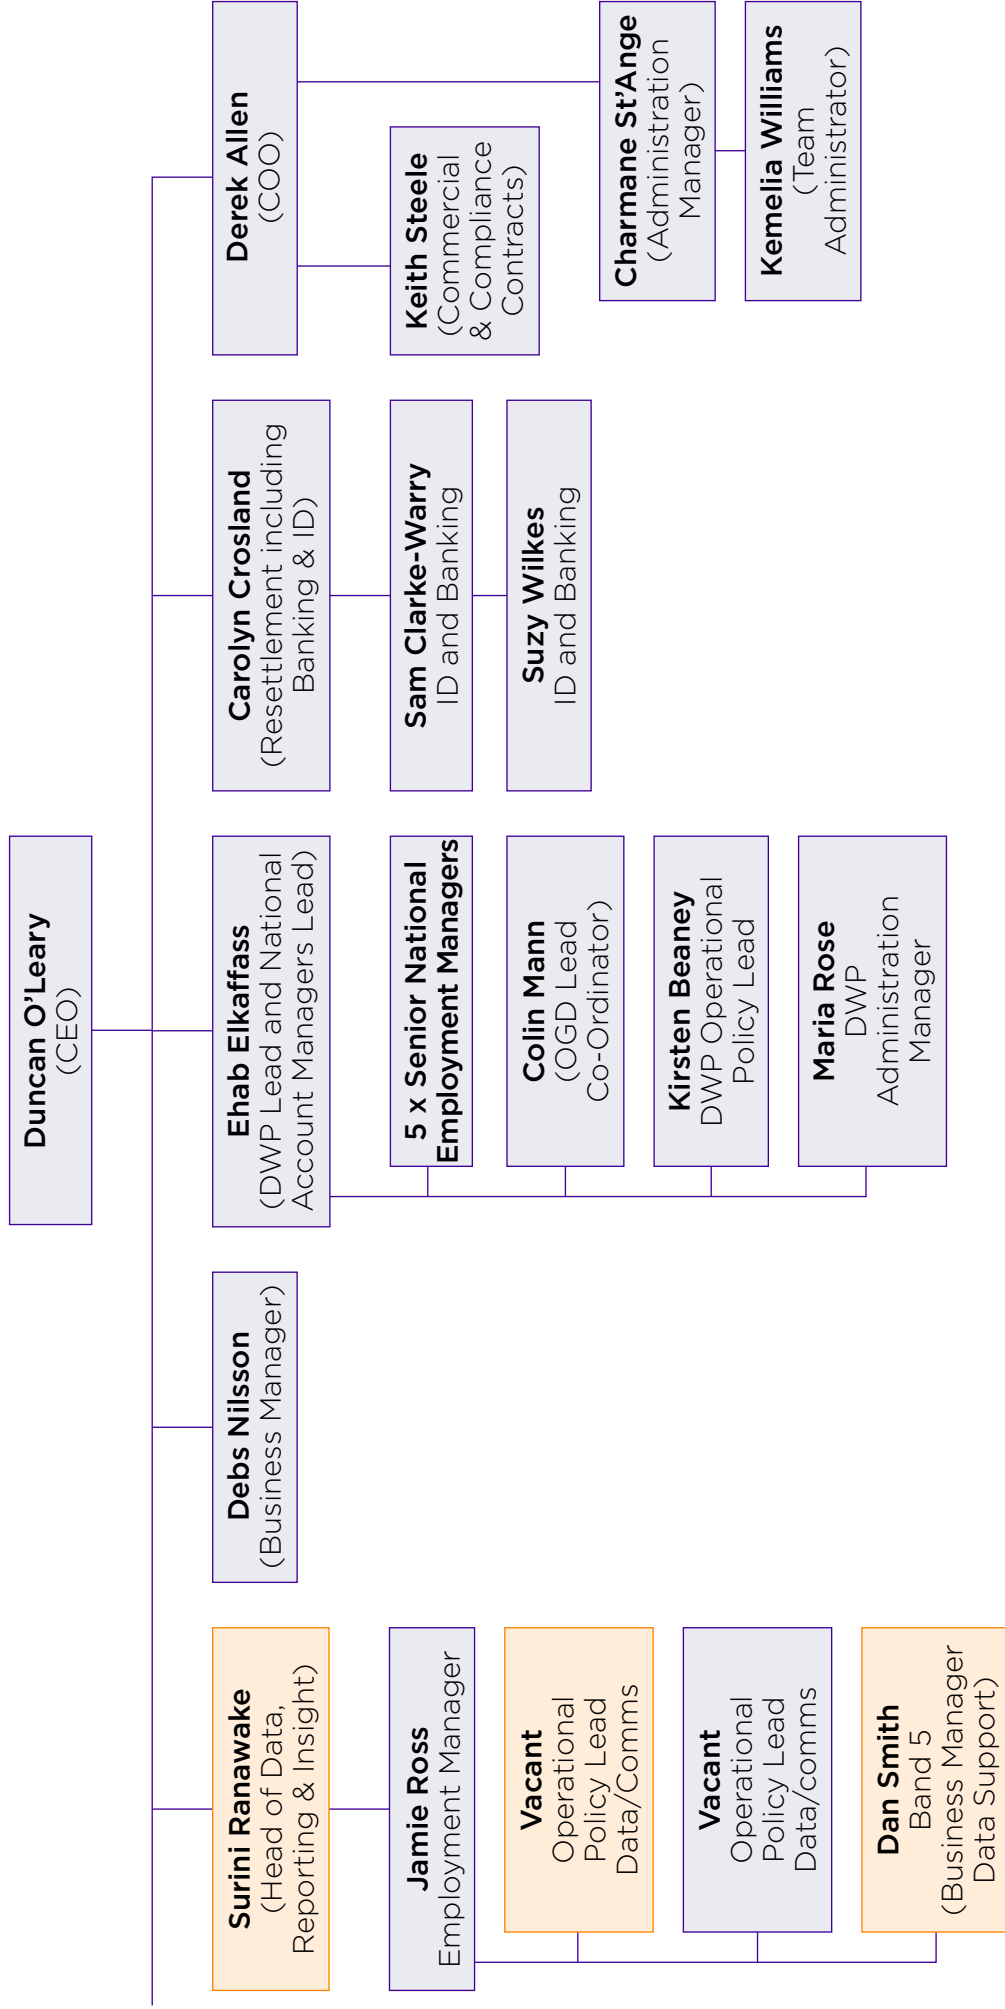 Duncan O'Leary
(CEO)
Surini Ranawake
(Head of Data,
Reporting & Insight)
Jamie Ross
Employment Manager
Vacant
Operational
Policy Lead
Data/Comms
Vacant
Operational
Policy Lead
Data/comms
Dan Smith
Band 5
(Business Manager
Data Support)
Debs Nilsson
(Business Manager)
Ehab Elkaffass
(DWP Lead and National
Account Managers Lead)
5 x Senior National
Employment Managers
Colin Mann
(OGD Lead
Co-Ordinator)
Kirsten Beaney
DWP Operational
Policy Lead
Maria Rose
DWP
Administration
Manager
Carolyn Crosland
(Resettlement including
Banking & ID)
Sam Clarke-Warry
ID and Banking
Suzy Wilkes
ID and Banking
Derek Allen
(COO)
Keith Steele
(Commercial
& Compliance
Contracts)
Charmane St'Ange
(Administration
Manager)
Kemelia Williams
(Team
Administrator)